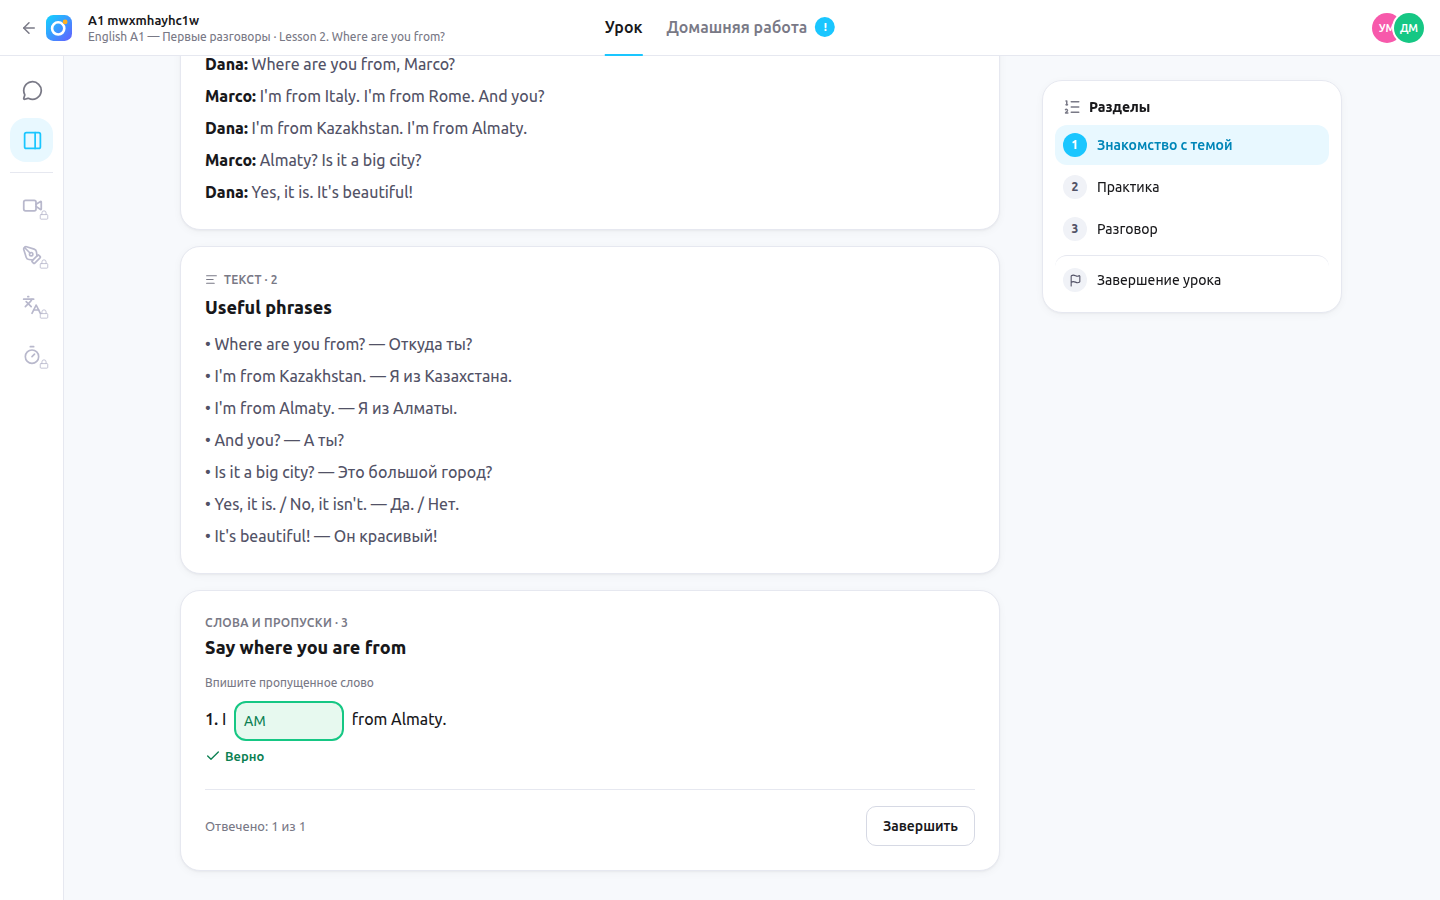 A1 mwxmhayhc1w
English A1 — Первые разговоры · Lesson 2. Where are you from?
Урок
Домашняя работа !
УМ ДМ
Dana: Where are you from, Marco?
Marco: I'm from Italy. I'm from Rome. And you?
Dana: I'm from Kazakhstan. I'm from Almaty.
Marco: Almaty? Is it a big city?
Dana: Yes, it is. It's beautiful!
ТЕКСТ · 2
Useful phrases
• Where are you from? — Откуда ты?
• I'm from Kazakhstan. — Я из Казахстана.
• I'm from Almaty. — Я из Алматы.
• And you? — А ты?
• Is it a big city? — Это большой город?
• Yes, it is. / No, it isn't. — Да. / Нет.
• It's beautiful! — Он красивый!
СЛОВА И ПРОПУСКИ · 3
Say where you are from
Впишите пропущенное слово
1. I AM from Almaty.
Верно
Отвечено: 1 из 1
Завершить
Разделы
1 Знакомство с темой
2 Практика
3 Разговор
Завершение урока